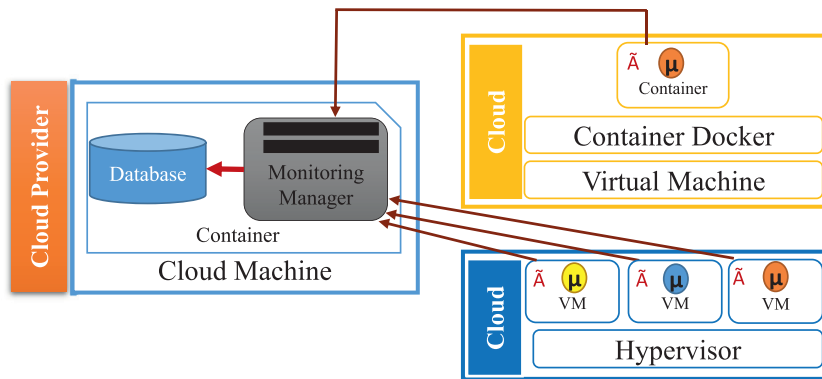 Cloud Provider
Database
Monitoring
Manager
Container
Cloud Machine
Cloud
Ã
μ
Container
Container Docker
Virtual Machine
Cloud
Ã
μ
VM
Ã
μ
VM
Ã
μ
VM
Hypervisor